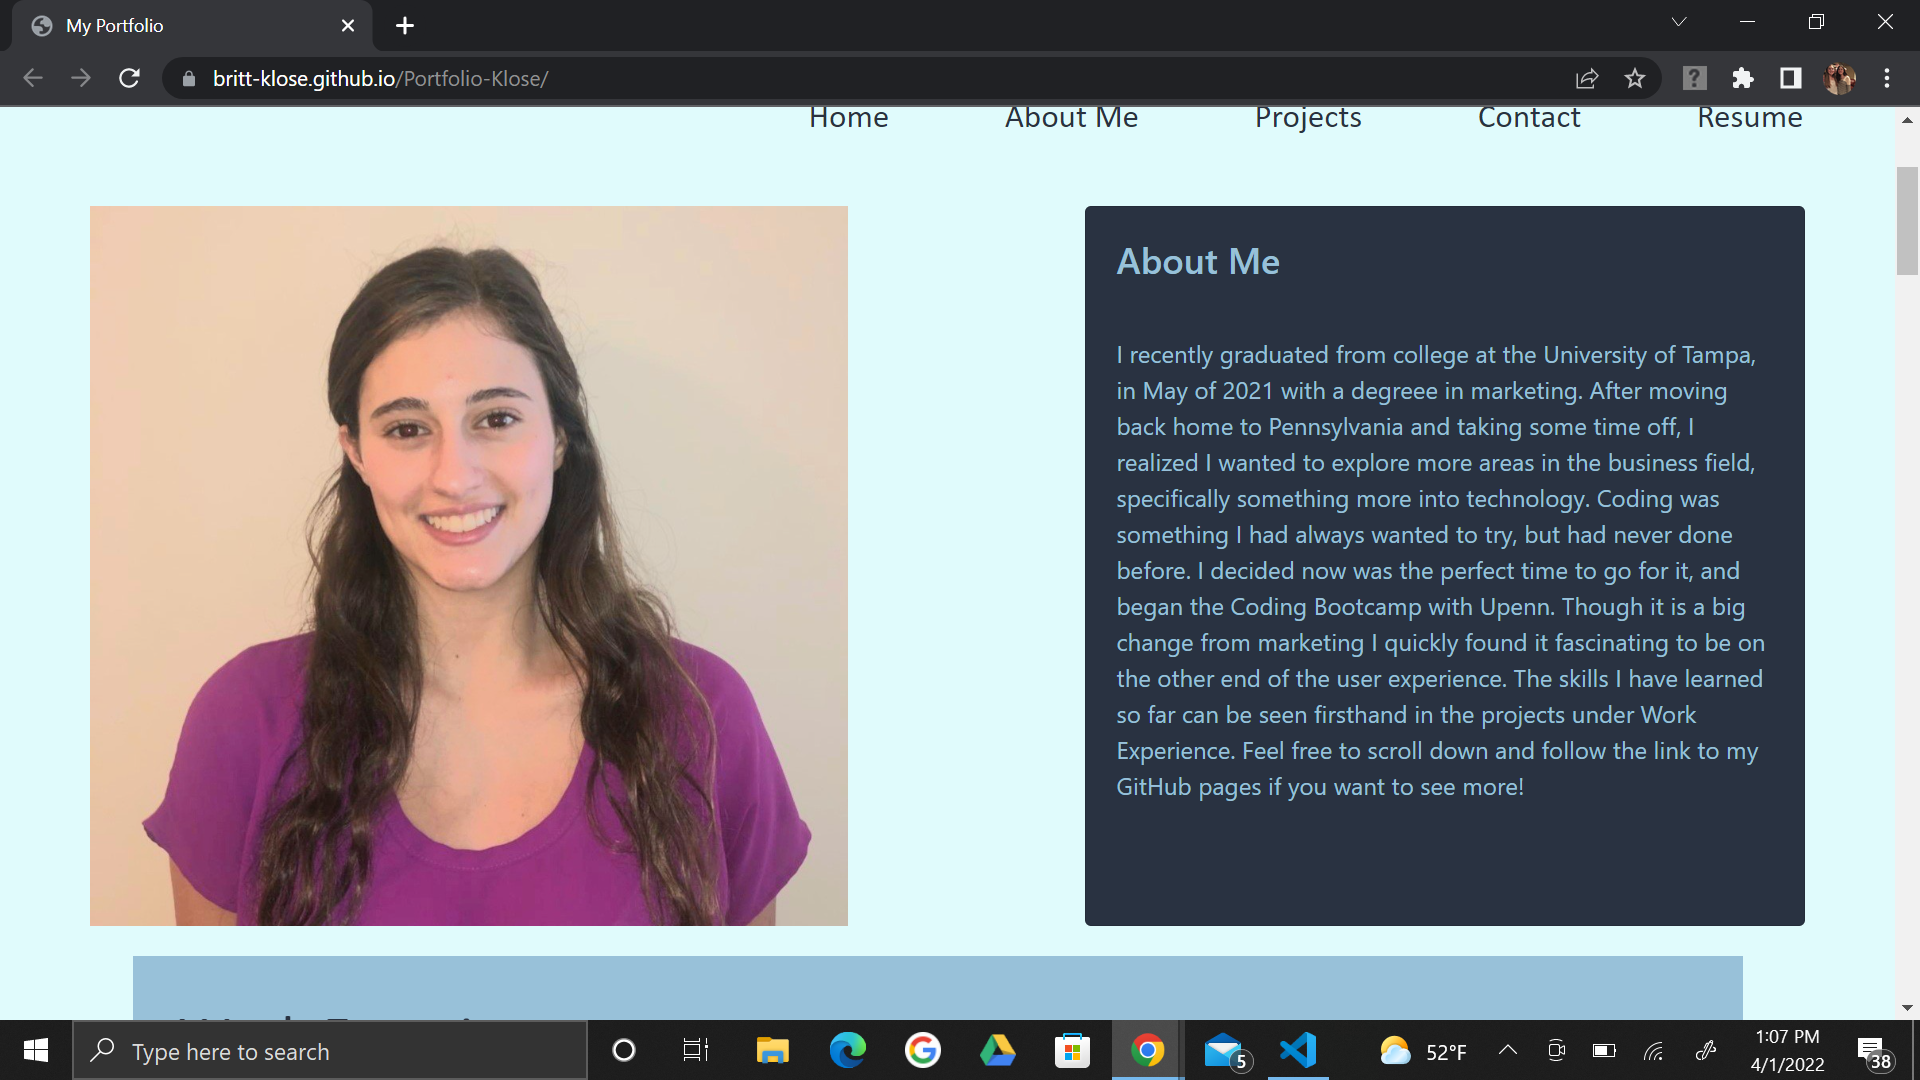 My Portfolio
britt-klose.github.io/Portfolio-Klose/
Home About Me Projects Contact Resume
About Me
I recently graduated from college at the University of Tampa,
in May of 2021 with a degreee in marketing. After moving
back home to Pennsylvania and taking some time off, I
realized I wanted to explore more areas in the business field,
specifically something more into technology. Coding was
something I had always wanted to try, but had never done
before. I decided now was the perfect time to go for it, and
began the Coding Bootcamp with Upenn. Though it is a big
change from marketing I quickly found it fascinating to be on
the other end of the user experience. The skills I have learned
so far can be seen firsthand in the projects under Work
Experience. Feel free to scroll down and follow the link to my
GitHub pages if you want to see more!
Type here to search
5
52°F
1:07 PM
4/1/2022
38